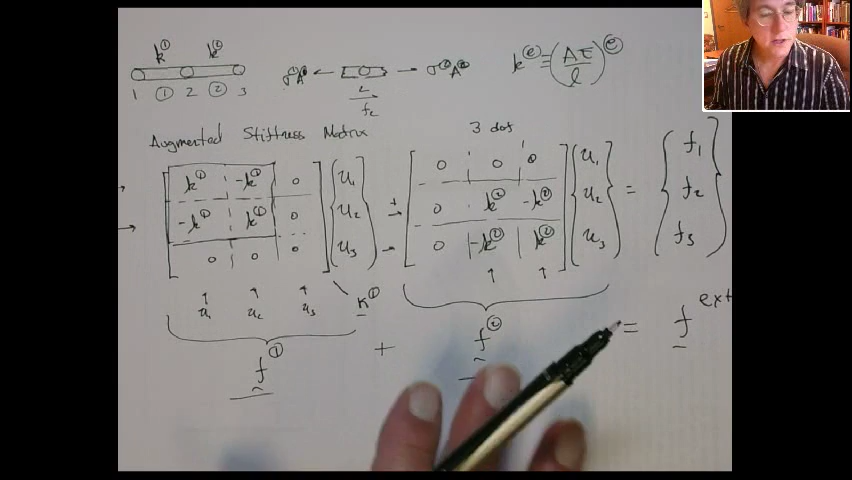 k① k② k^(e) = (AE/l)^(e)
1 ① 2 ② 3 σ①A① ← → σ②A②
f₂
Augmented Stiffness Matrix 3 dof
k① -k① 0 u₁ 0 0 0 u₁ f₁
-k① k① 0 u₂ + 0 k② -k② u₂ = f₂
0 0 0 u₃ 0 -k② k② u₃ f₃
↑ ↑ ↑ ↑ ↑
u₁ u₂ u₃ K①
f① + f② = f ext